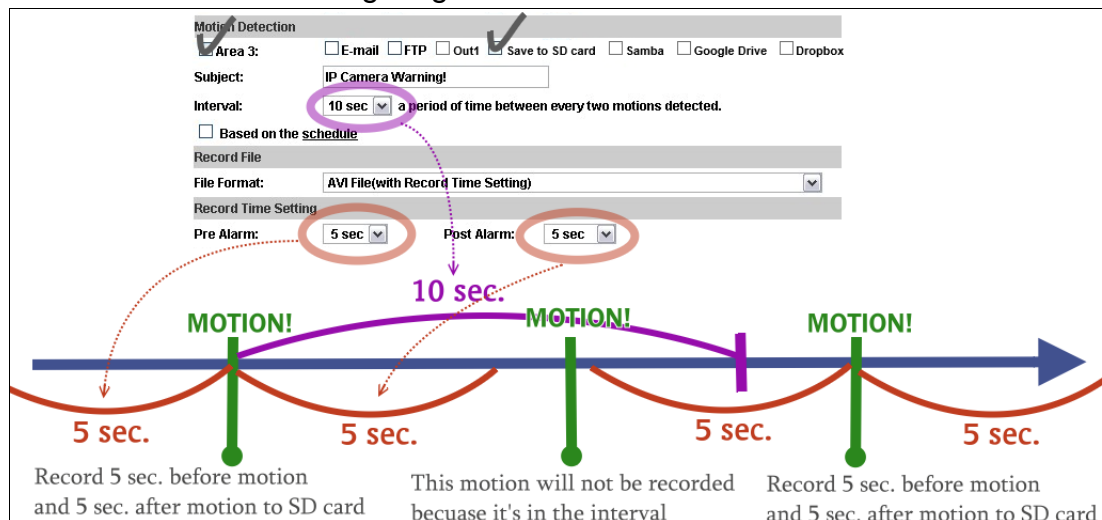 Motion Detection
Area 3: E-mail FTP Out1 Save to SD card Samba Google Drive Dropbox
Subject: IP Camera Warning!
Interval: 10 sec a period of time between every two motions detected.
Based on the schedule
Record File
File Format: AVI File(with Record Time Setting)
Record Time Setting
Pre Alarm: 5 sec Post Alarm: 5 sec
10 sec.
MOTION! MOTION! MOTION!
5 sec. 5 sec. 5 sec. 5 sec.
Record 5 sec. before motion
and 5 sec. after motion to SD card
This motion will not be recorded
becuase it's in the interval
Record 5 sec. before motion
and 5 sec. after motion to SD card